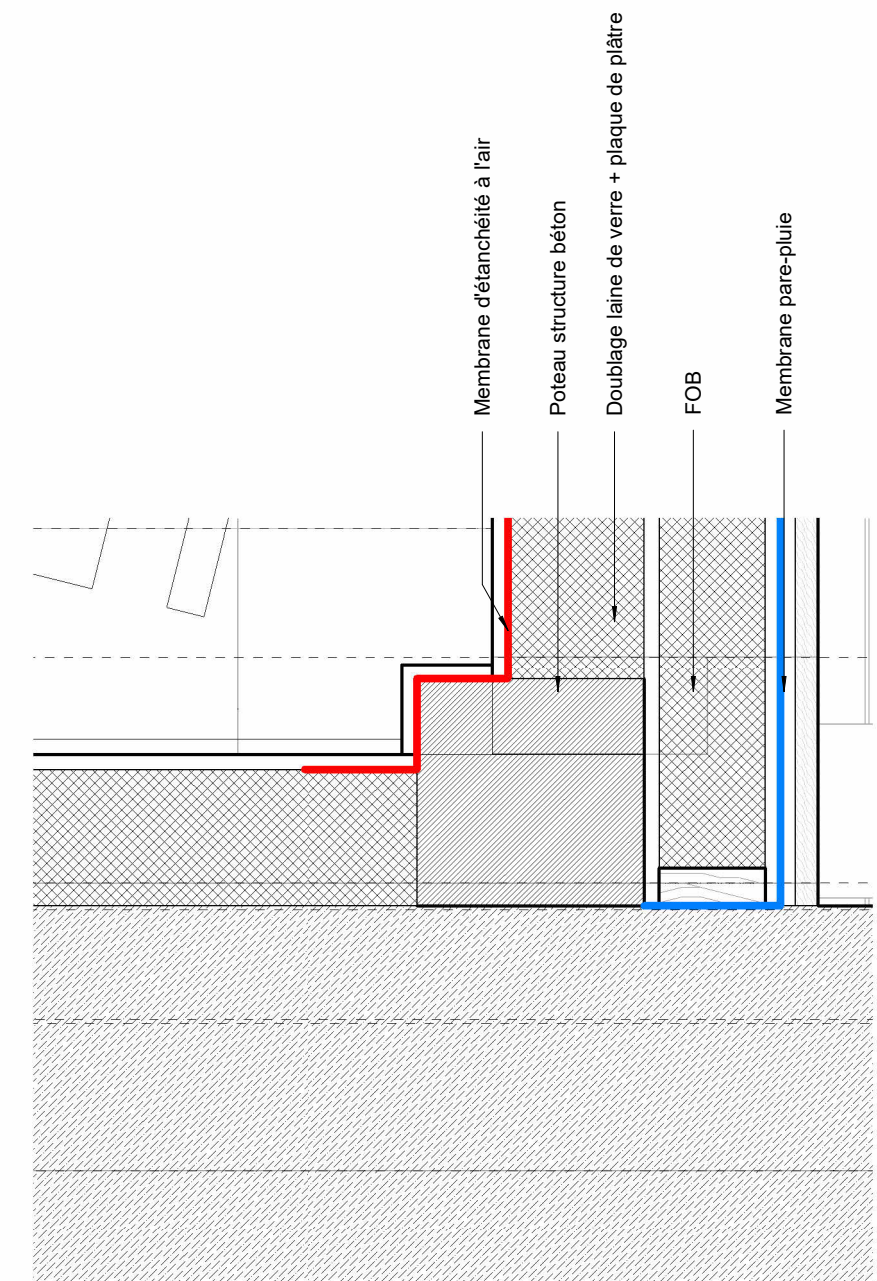 Membrane d'étanchéité à l'air
Poteau structure béton
Doublage laine de verre + plaque de plâtre
FOB
Membrane pare-pluie